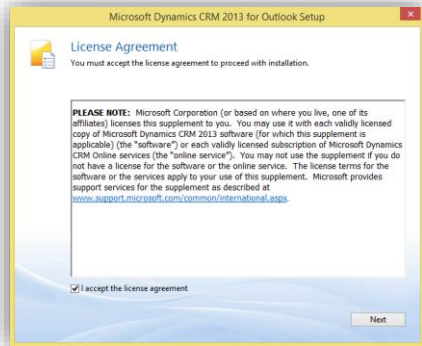 Microsoft Dynamics CRM 2013 for Outlook Setup
License Agreement
You must accept the license agreement to proceed with installation.
PLEASE NOTE: Microsoft Corporation (or based on where you live, one of its
affiliates) licenses this supplement to you. You may use it with each validly licensed
copy of Microsoft Dynamics CRM 2013 software (for which this supplement is
applicable) (the "software") or each validly licensed subscription of Microsoft Dynamics
CRM Online services (the "online service"). You may not use the supplement if you do
not have a license for the software or the online service. The license terms for the
software or the services apply to your use of this supplement. Microsoft provides
support services for the supplement as described at
www.support.microsoft.com/common/international.aspx.
I accept the license agreement
Next